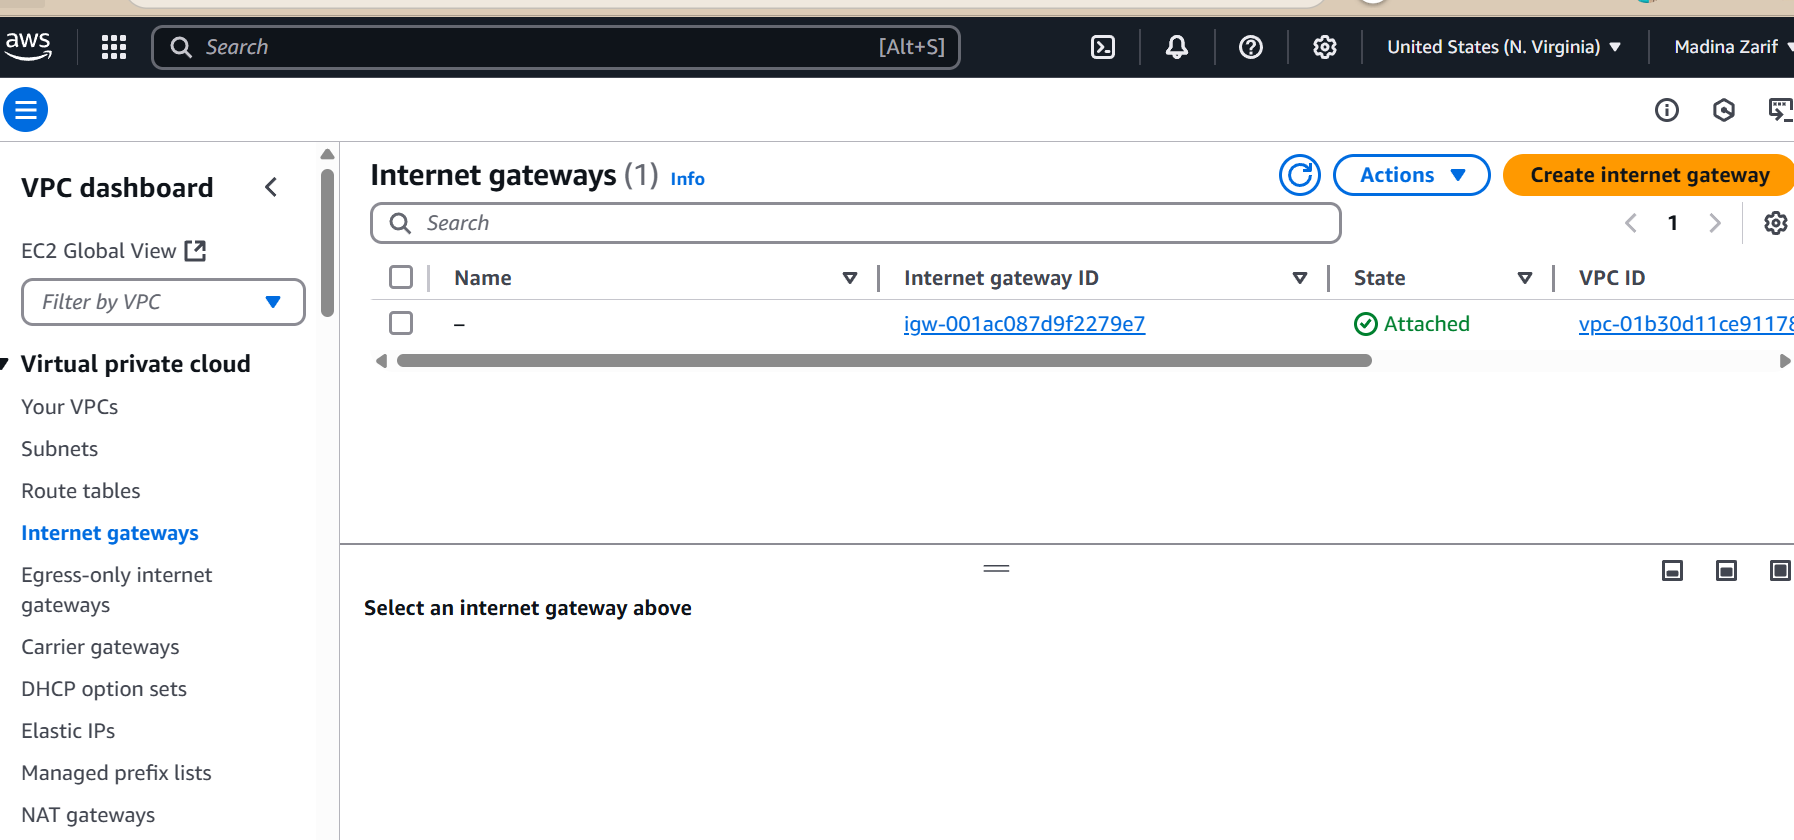 aws
Search [Alt+S]
United States (N. Virginia)
Madina Zarif
VPC dashboard
EC2 Global View
Filter by VPC
Virtual private cloud
Your VPCs
Subnets
Route tables
Internet gateways
Egress-only internet
gateways
Carrier gateways
DHCP option sets
Elastic IPs
Managed prefix lists
NAT gateways
Internet gateways (1) Info
Actions
Create internet gateway
Search
1
Name Internet gateway ID State VPC ID
– igw-001ac087d9f2279e7 Attached vpc-01b30d11ce91178
Select an internet gateway above